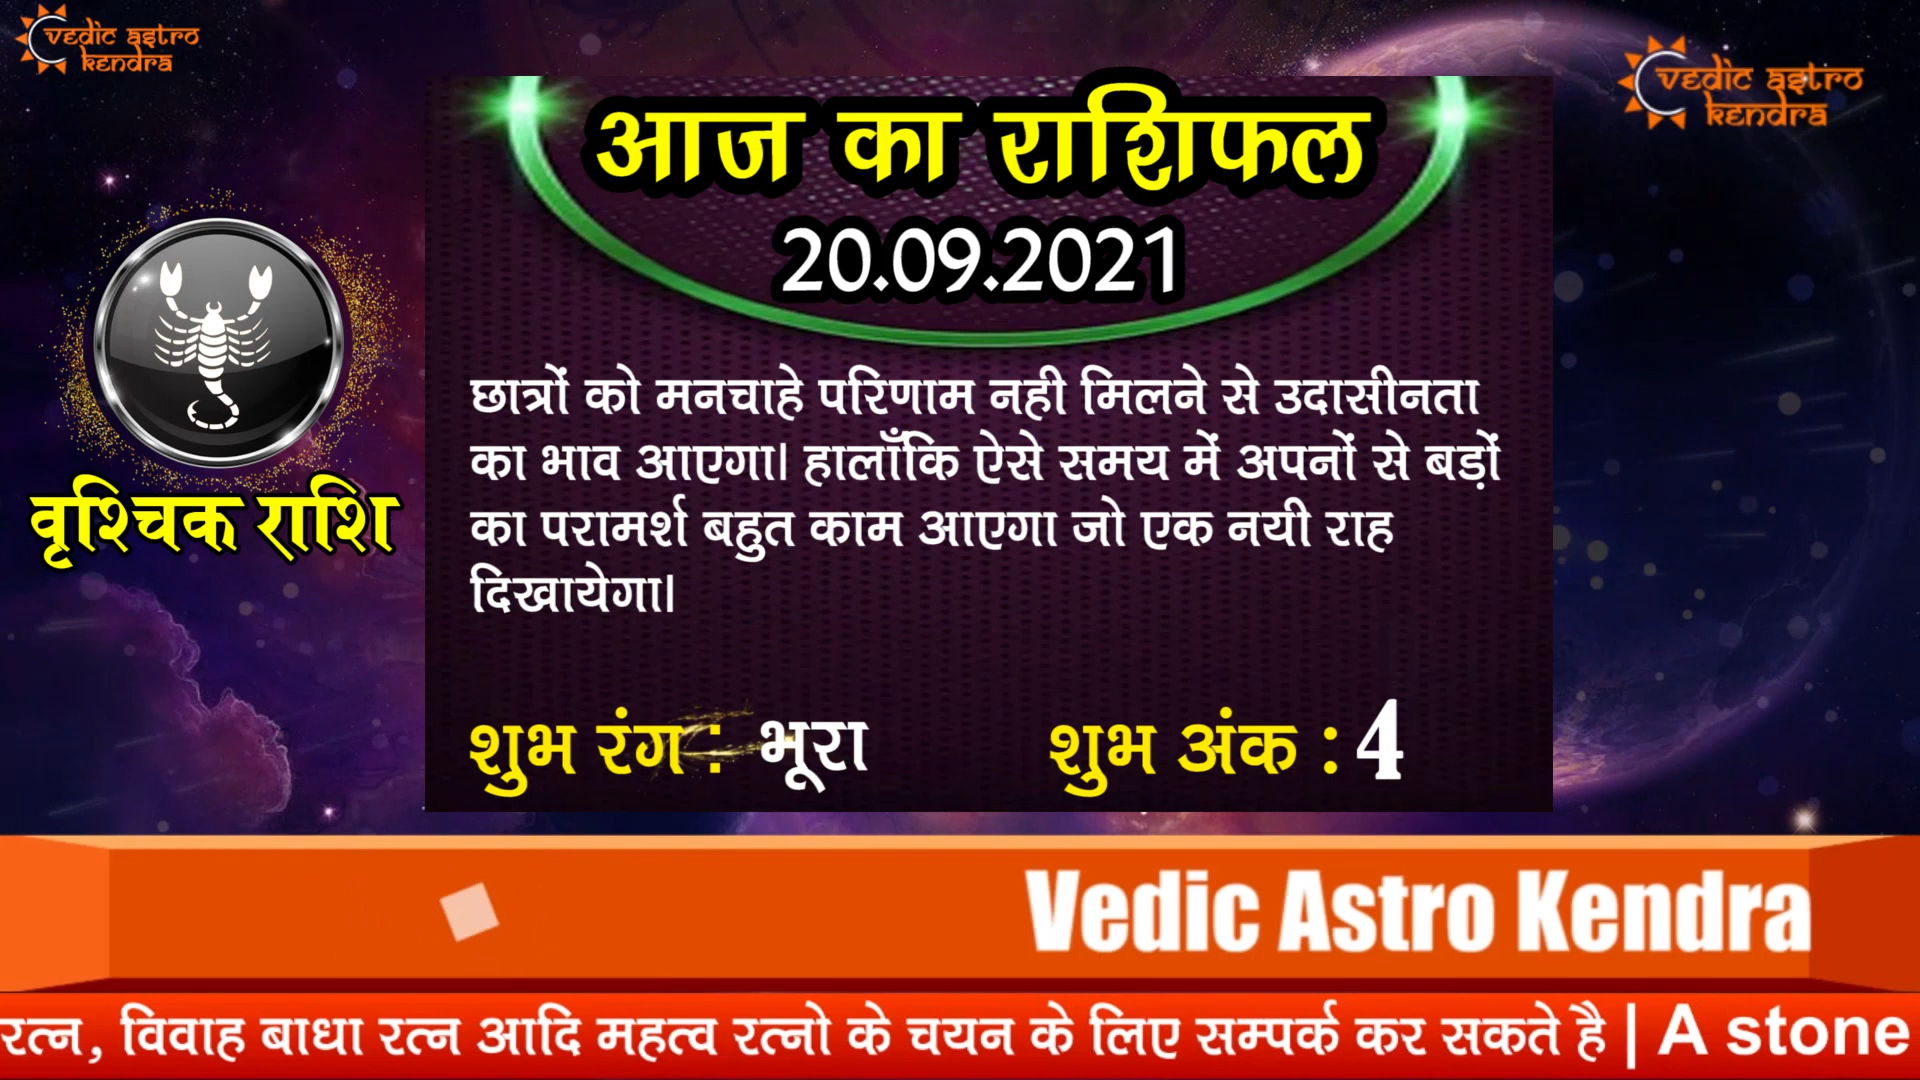 vedic astro
kendra
vedic astro
kendra
आज का राशिफल
20.09.2021
वृश्चिक राशि
छात्रों को मनचाहे परिणाम नही मिलने से उदासीनता
का भाव आएगा। हालाँकि ऐसे समय में अपनों से बड़ों
का परामर्श बहुत काम आएगा जो एक नयी राह
दिखायेगा।
शुभ रंग : भूरा
शुभ अंक : 4
Vedic Astro Kendra
रत्न, विवाह बाधा रत्न आदि महत्व रत्नो के चयन के लिए सम्पर्क कर सकते है | A stone